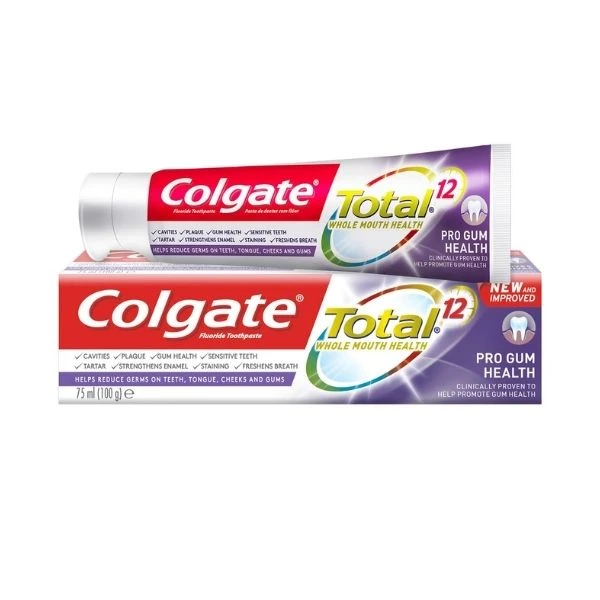 Colgate®
Fluoride Toothpaste Pasta de dentes com flúor
✓CAVITIES ✓PLAQUE ✓GUM HEALTH ✓SENSITIVE TEETH
✓TARTAR ✓STRENGTHENS ENAMEL ✓STAINING ✓FRESHENS BREATH
HELPS REDUCE GERMS ON TEETH, TONGUE, CHEEKS AND GUMS
Total® 12
WHOLE MOUTH HEALTH
PRO GUM
HEALTH
CLINICALLY PROVEN TO
HELP PROMOTE GUM HEALTH
Colgate®
Fluoride Toothpaste
✓CAVITIES ✓PLAQUE ✓GUM HEALTH ✓SENSITIVE TEETH
✓TARTAR ✓STRENGTHENS ENAMEL ✓STAINING ✓FRESHENS BREATH
HELPS REDUCE GERMS ON TEETH, TONGUE, CHEEKS AND GUMS
75 ml (100 g) ℮
Total® 12
WHOLE MOUTH HEALTH
NEW AND
IMPROVED
PRO GUM
HEALTH
CLINICALLY PROVEN TO
HELP PROMOTE GUM HEALTH